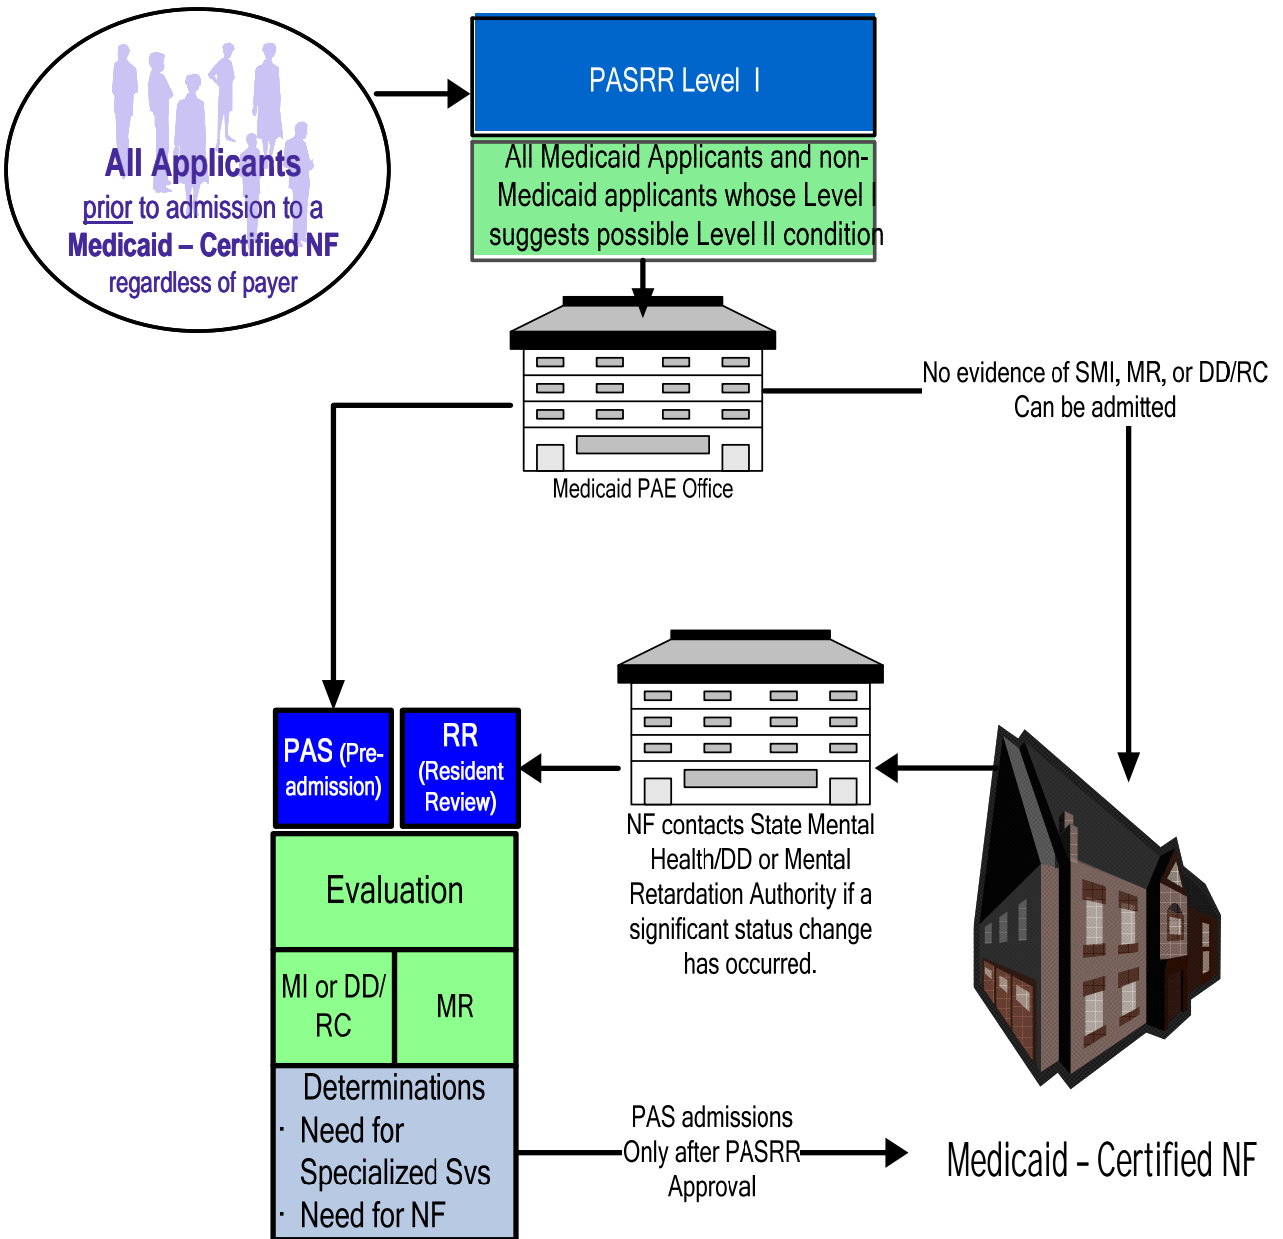 All Applicants
prior to admission to a
Medicaid – Certified NF
regardless of payer
PASRR Level I
All Medicaid Applicants and non-
Medicaid applicants whose Level I
suggests possible Level II condition
No evidence of SMI, MR, or DD/RC
Can be admitted
Medicaid PAE Office
PAS (Pre-
admission)
RR
(Resident
Review)
NF contacts State Mental
Health/DD or Mental
Retardation Authority if a
significant status change
has occurred.
Evaluation
MI or DD/
RC
MR
Determinations
· Need for
Specialized Svs
· Need for NF
PAS admissions
Only after PASRR
Approval
Medicaid – Certified NF